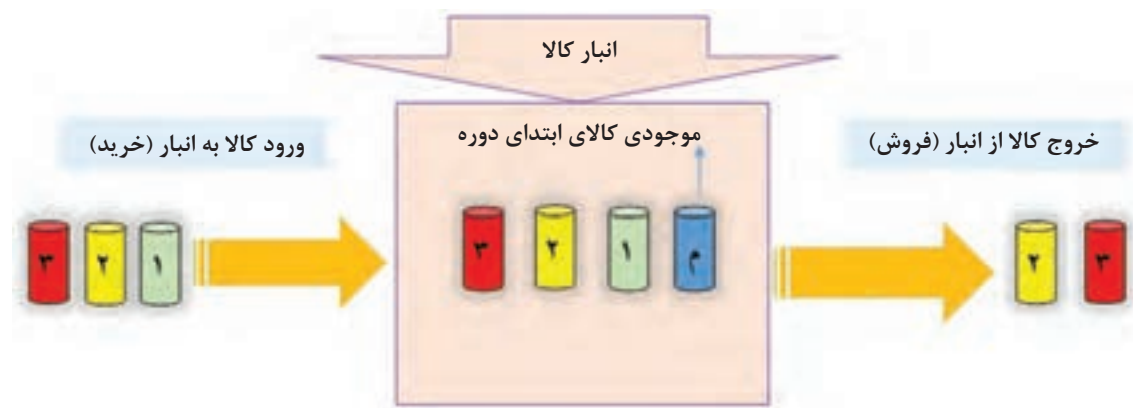 انبار کالا
خروج کالا از انبار (فروش)
موجودی کالای ابتدای دوره
ورود کالا به انبار (خرید)
۳ ۲
م ۱ ۲ ۳
۱ ۲ ۳